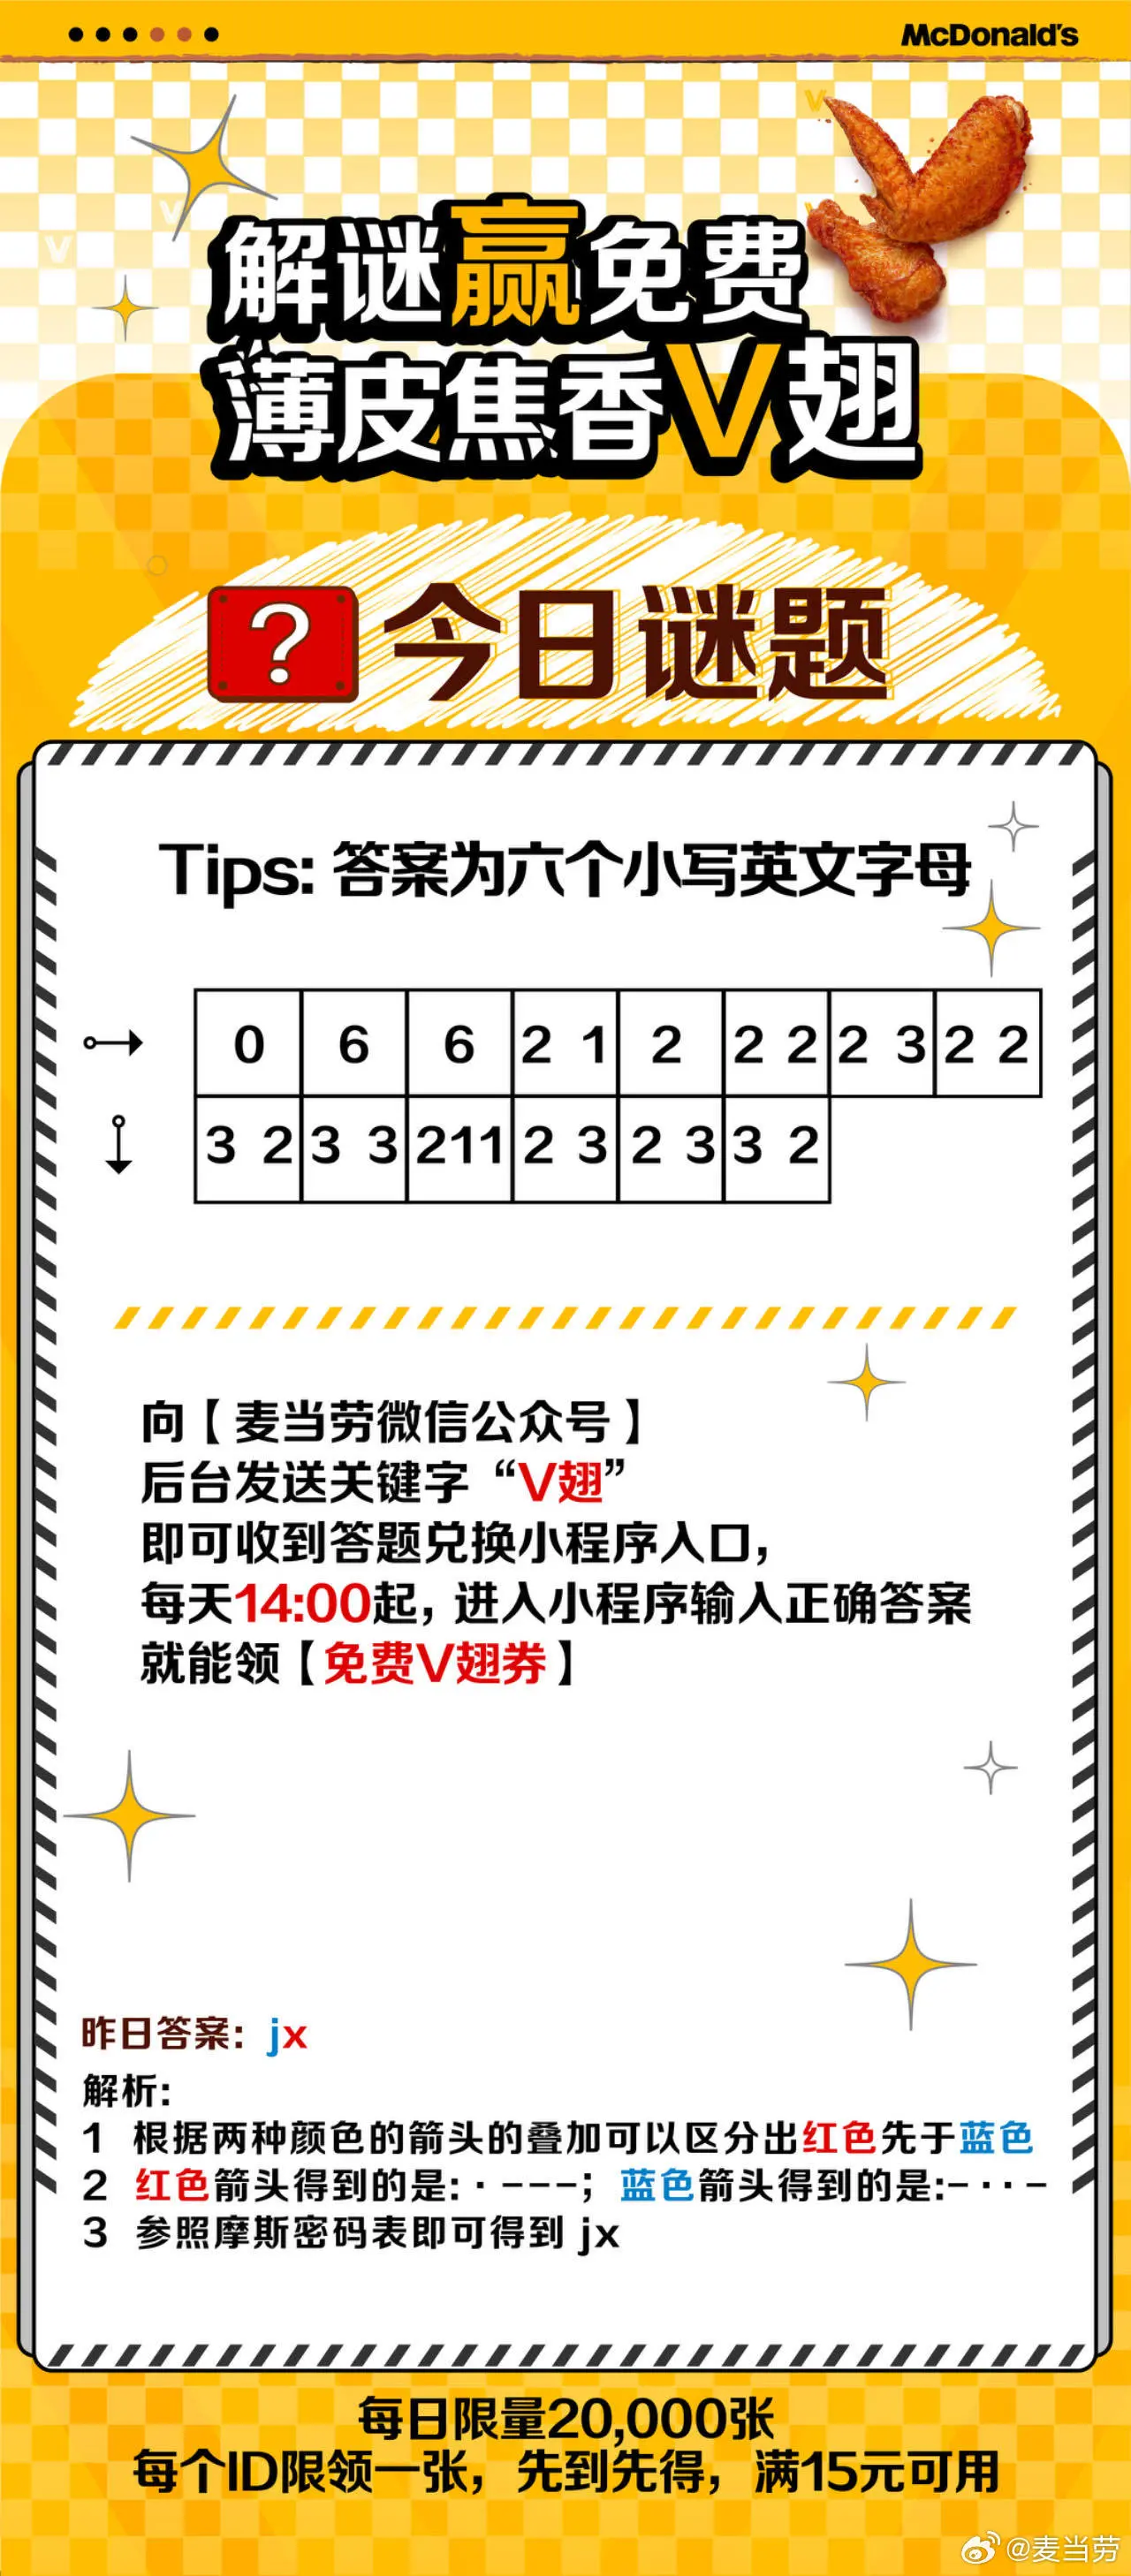 McDonald's
解谜赢免费
薄皮焦香V翅
? 今日谜题
Tips: 答案为六个小写英文字母
0 6 6 2 1 2 2 2 2 3 2 2
3 2 3 3 211 2 3 2 3 3 2
向【麦当劳微信公众号】
后台发送关键字“V翅”
即可收到答题兑换小程序入口，
每天14:00起，进入小程序输入正确答案
就能领【免费V翅券】
昨日答案：jx
解析：
1 根据两种颜色的箭头的叠加可以区分出红色先于蓝色
2 红色箭头得到的是：·---；蓝色箭头得到的是:-··-
3 参照摩斯密码表即可得到 jx
每日限量20,000张
每个ID限领一张，先到先得，满15元可用
@麦当劳